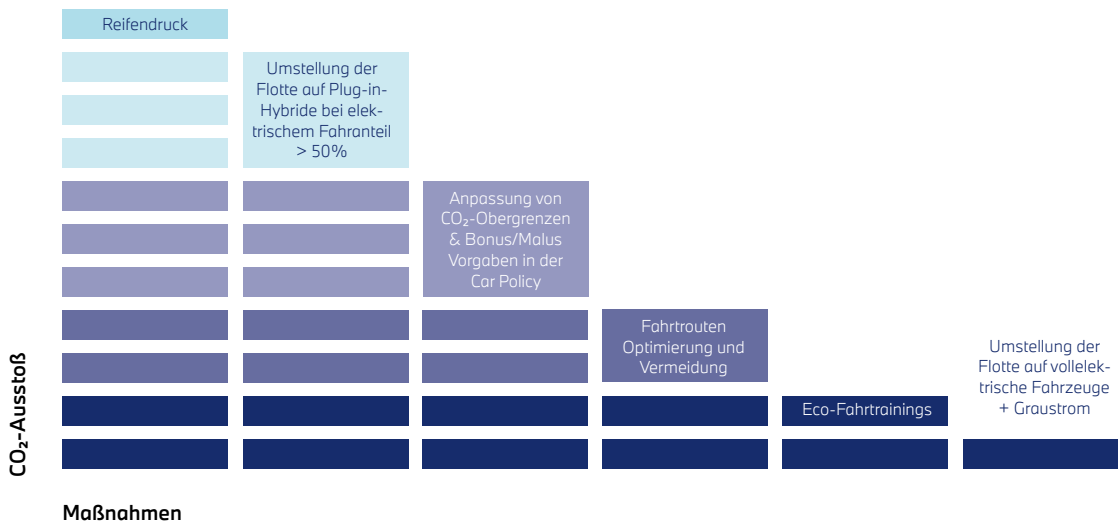 Reifendruck
Umstellung der
Flotte auf Plug-in-
Hybride bei elek-
trischem Fahranteil
> 50%
Anpassung von
CO₂-Obergrenzen
& Bonus/Malus
Vorgaben in der
Car Policy
Fahrtrouten
Optimierung und
Vermeidung
Eco-Fahrtrainings
Umstellung der
Flotte auf vollelek-
trische Fahrzeuge
+ Graustrom
CO₂-Ausstoß
Maßnahmen